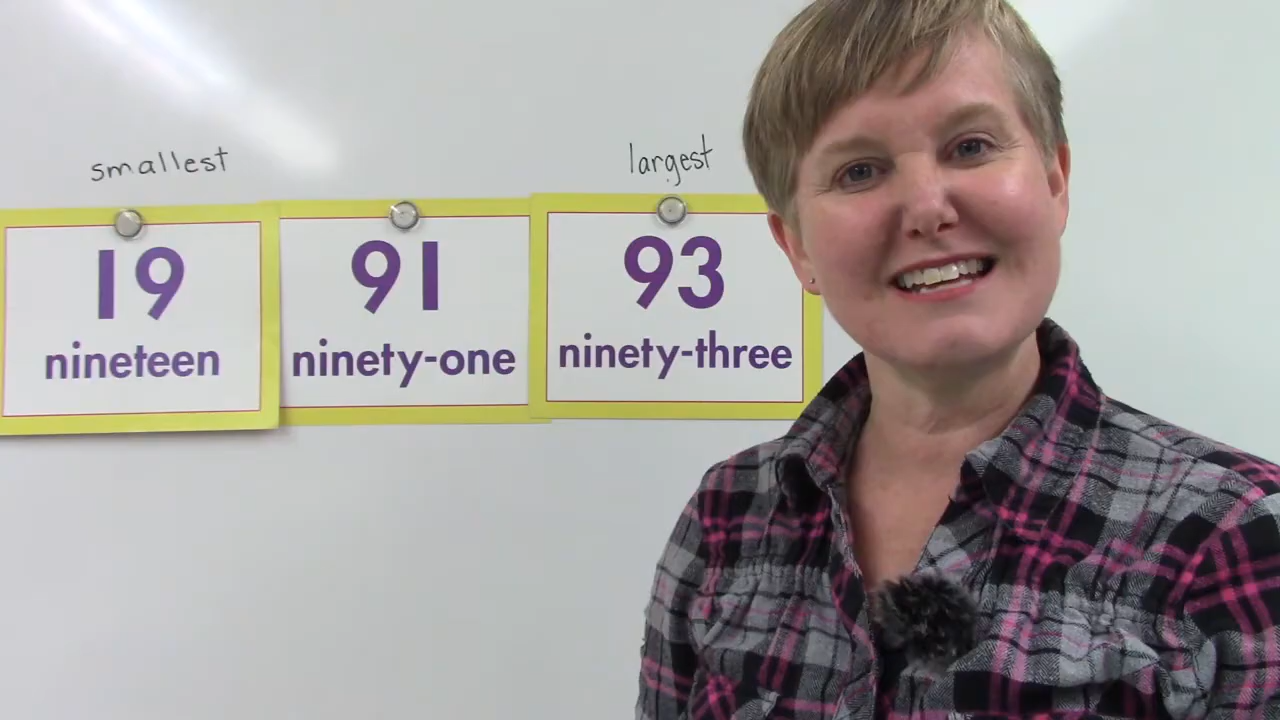 smallest
largest
19
nineteen
91
ninety-one
93
ninety-three